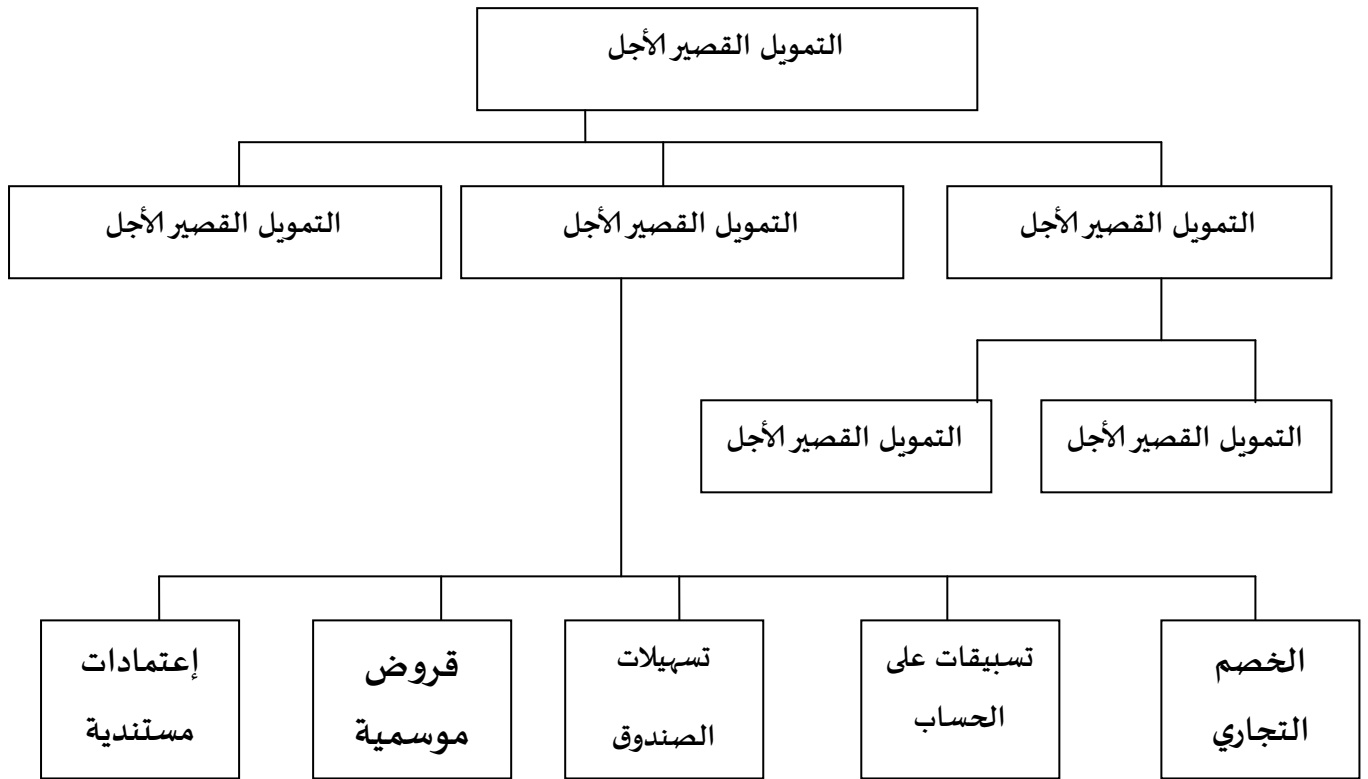 التمويل القصير الأجل
التمويل القصير الأجل
التمويل القصير الأجل
التمويل القصير الأجل
التمويل القصير الأجل
التمويل القصير الأجل
الخصم
التجاري
تسبيقات على
الحساب
تسهيلات
الصندوق
قروض
موسمية
إعتمادات
مستندية